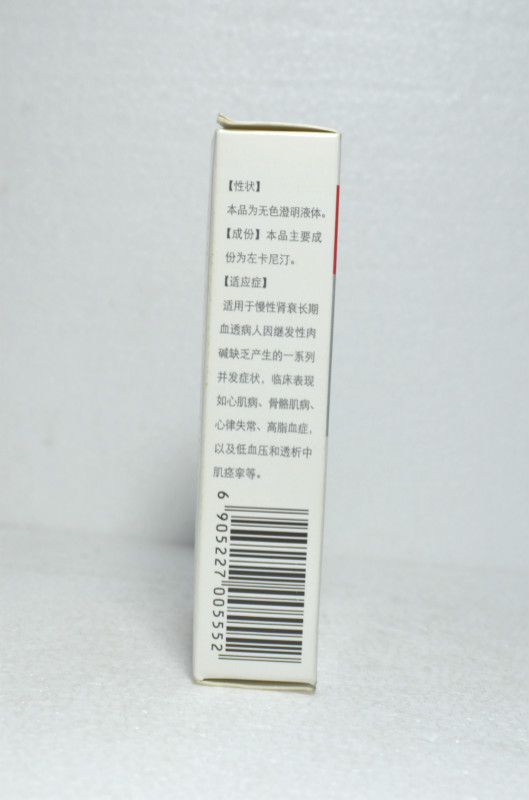 【性状】
本品为无色澄明液体。
【成份】本品主要成
份为左卡尼汀。
【适应症】
适用于慢性肾衰长期
血透病人因继发性肉
碱缺乏产生的一系列
并发症状，临床表现
如心肌病、骨骼肌病、
心律失常、高脂血症，
以及低血压和透析中
肌痉挛等。
6 905227 005552